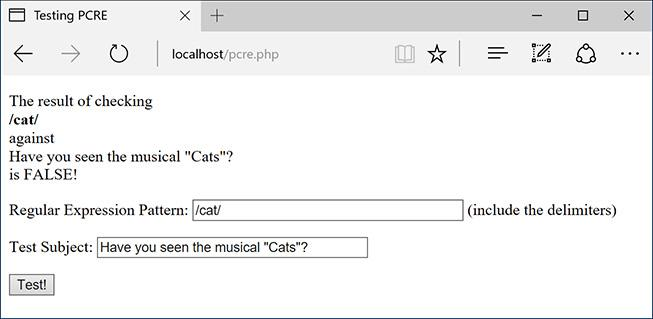 Testing PCRE
localhost/pcre.php
The result of checking
/cat/
against
Have you seen the musical "Cats"?
is FALSE!
Regular Expression Pattern: /cat/ (include the delimiters)
Test Subject: Have you seen the musical "Cats"?
Test!